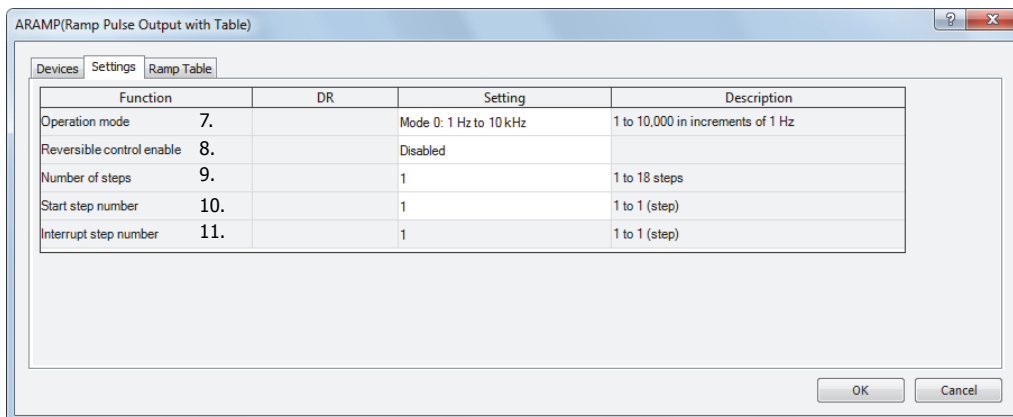 ARAMP(Ramp Pulse Output with Table)
? X
Devices Settings Ramp Table
Function DR Setting Description
Operation mode 7. Mode 0: 1 Hz to 10 kHz 1 to 10,000 in increments of 1 Hz
Reversible control enable 8. Disabled
Number of steps 9. 1 1 to 18 steps
Start step number 10. 1 1 to 1 (step)
Interrupt step number 11. 1 1 to 1 (step)
OK Cancel